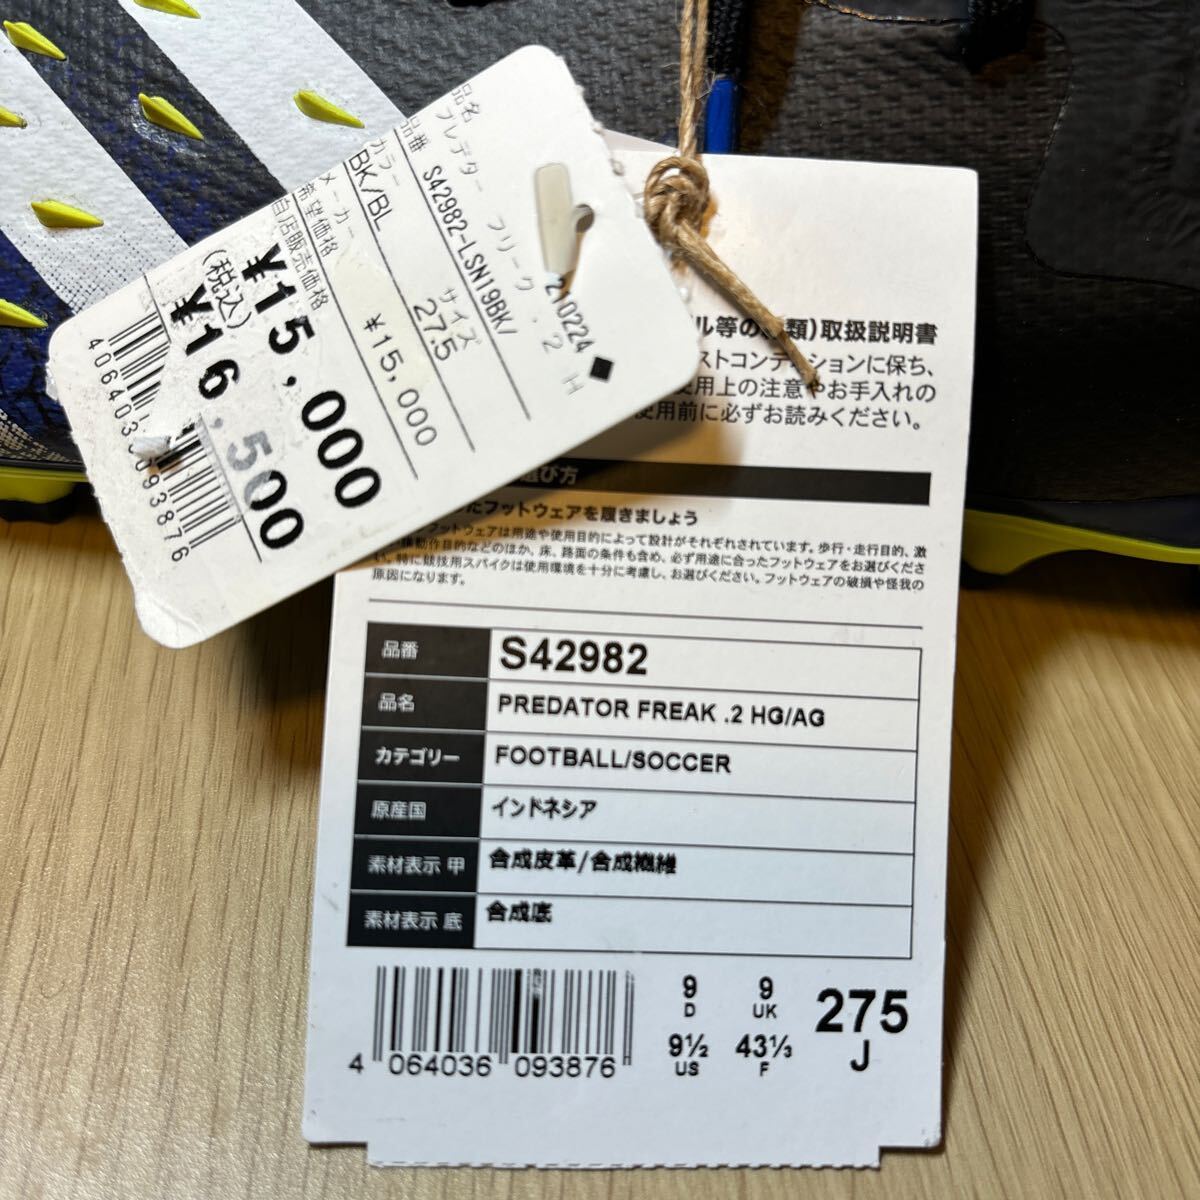 品名
プレデター フリーク .2 H
品番 S42982-LSN19BK/
210224
カラー
BK/BL
サイズ
27.5
メーカー
希望価格
¥15,000
自店販売価格
¥15,000
(税込)
¥16,500
ル等の
類)取扱説明書
ストコンデ
ションに保ち、
使用上の注意やお手入れの
使用前に必ずお読みください。
選び方
たフットウェアを履きましょう
フットウェアは用途や使用目的によって設計がそれぞれされています。歩行・走行目的、激
動作目的などのほか、床、路面の条件も含め、必ず用途に合ったフットウェアをお選びくださ
い。特に競技用スパイクは使用環境を十分に考慮し、お選びください。フットウェアの破損や怪我の
原因になります。
品番 S42982
品名 PREDATOR FREAK .2 HG/AG
カテゴリー FOOTBALL/SOCCER
原産国 インドネシア
素材表示 甲 合成皮革/合成繊維
素材表示 底 合成底
4 064036 093876
9 D
9 UK
9½ US
43⅓ F
275 J